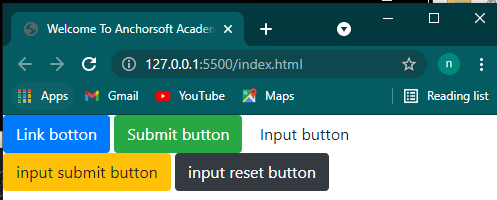 Welcome To Anchorsoft Academ
127.0.0.1:5500/index.html
n
Apps Gmail YouTube Maps Reading list
Link botton Submit button Input button
input submit button input reset button